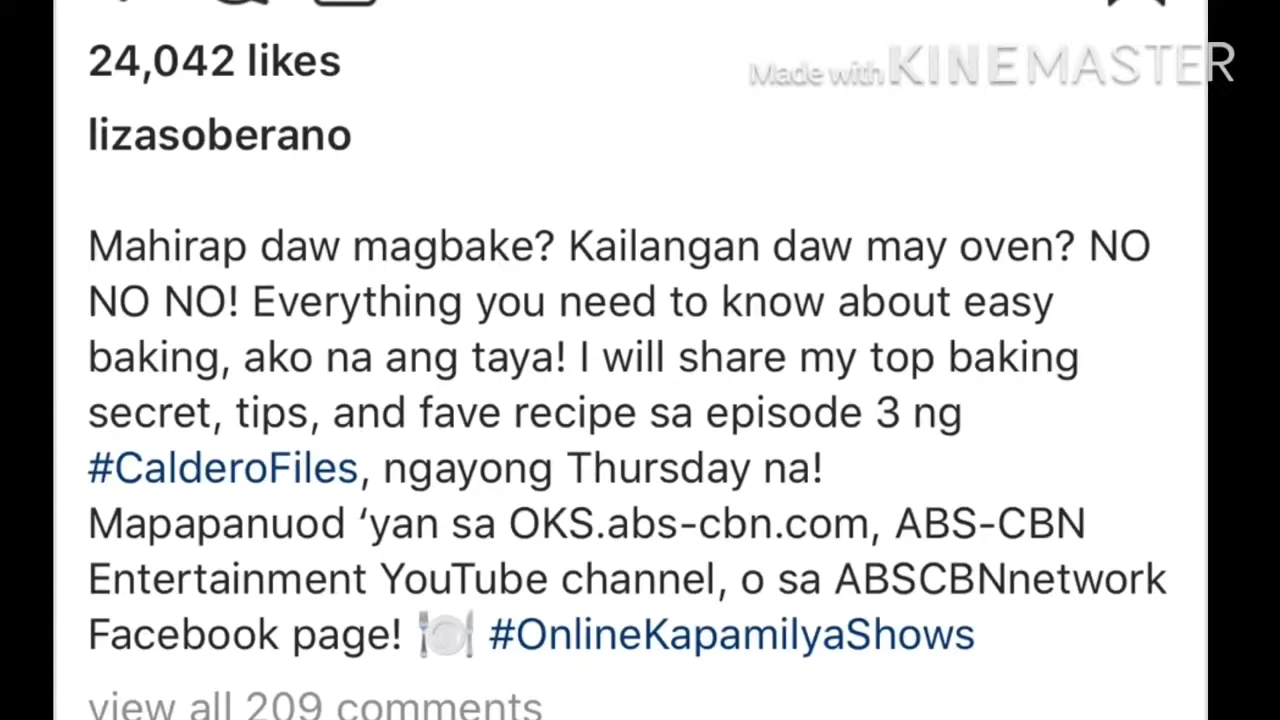 24,042 likes
Made with KINEMASTER
lizasoberano
Mahirap daw magbake? Kailangan daw may oven? NO
NO NO! Everything you need to know about easy
baking, ako na ang taya! I will share my top baking
secret, tips, and fave recipe sa episode 3 ng
#CalderoFiles, ngayong Thursday na!
Mapapanuod ‘yan sa OKS.abs-cbn.com, ABS-CBN
Entertainment YouTube channel, o sa ABSCBNnetwork
Facebook page! 🍽 #OnlineKapamilyaShows
view all 209 comments